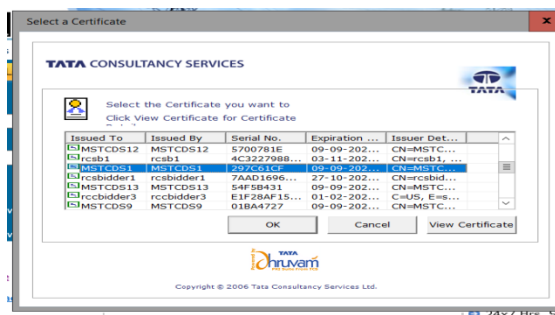 Select a Certificate
x
TATA CONSULTANCY SERVICES
TATA
Select the Certificate you want to
Click View Certificate for Certificate
Issued To Issued By Serial No. Expiration ... Issuer Det...
MSTCDS12 MSTCDS12 5700781E 09-09-202... CN=MSTC...
rcsb1 rcsb1 4C3227988... 03-11-202... CN=rcsb1, ...
MSTCDS1 MSTCDS1 297C61CF 09-09-202... CN=MSTC...
rcsbidder1 rcsbidder1 7AAD1696... 27-10-202... CN=rcsbid...
MSTCDS13 MSTCDS13 54F5B431 09-09-202... CN=MSTC...
rccbidder3 rccbidder3 E1F28AF15... 01-02-202... C=US, E=s...
MSTCDS9 MSTCDS9 01BA4727 09-09-202... CN=MSTC...
OK Cancel View Certificate
TATA
Dhruvam
Copyright © 2006 Tata Consultancy Services Ltd.